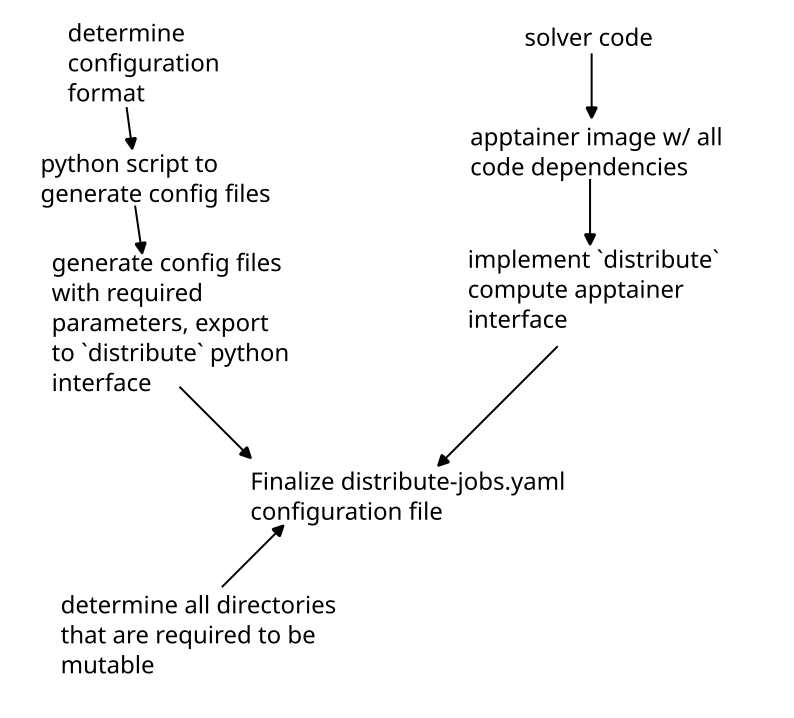 determine
configuration
format
python script to
generate config files
generate config files
with required
parameters, export
to `distribute` python
interface
solver code
apptainer image w/ all
code dependencies
implement `distribute`
compute apptainer
interface
Finalize distribute-jobs.yaml
configuration file
determine all directories
that are required to be
mutable